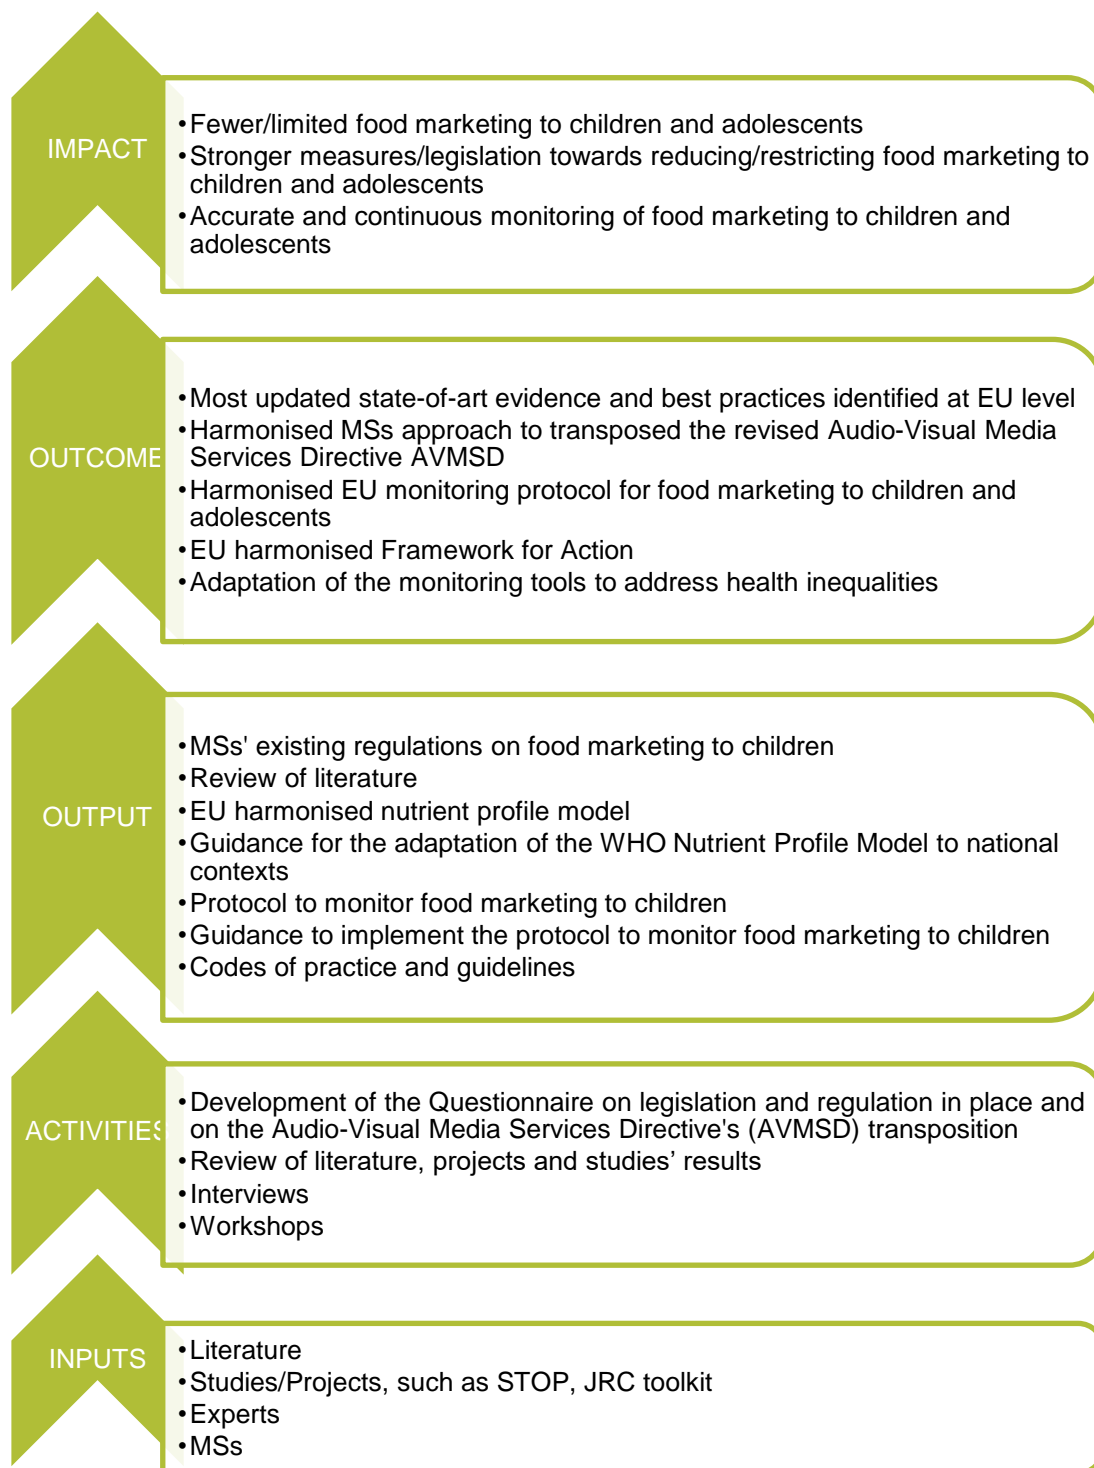 IMPACT
•Fewer/limited food marketing to children and adolescents
•Stronger measures/legislation towards reducing/restricting food marketing to
children and adolescents
•Accurate and continuous monitoring of food marketing to children and
adolescents
OUTCOME
•Most updated state-of-art evidence and best practices identified at EU level
•Harmonised MSs approach to transposed the revised Audio-Visual Media
Services Directive AVMSD
•Harmonised EU monitoring protocol for food marketing to children and
adolescents
•EU harmonised Framework for Action
•Adaptation of the monitoring tools to address health inequalities
OUTPUT
•MSs' existing regulations on food marketing to children
•Review of literature
•EU harmonised nutrient profile model
•Guidance for the adaptation of the WHO Nutrient Profile Model to national
contexts
•Protocol to monitor food marketing to children
•Guidance to implement the protocol to monitor food marketing to children
•Codes of practice and guidelines
ACTIVITIES
•Development of the Questionnaire on legislation and regulation in place and
on the Audio-Visual Media Services Directive's (AVMSD) transposition
•Review of literature, projects and studies’ results
•Interviews
•Workshops
INPUTS
•Literature
•Studies/Projects, such as STOP, JRC toolkit
•Experts
•MSs